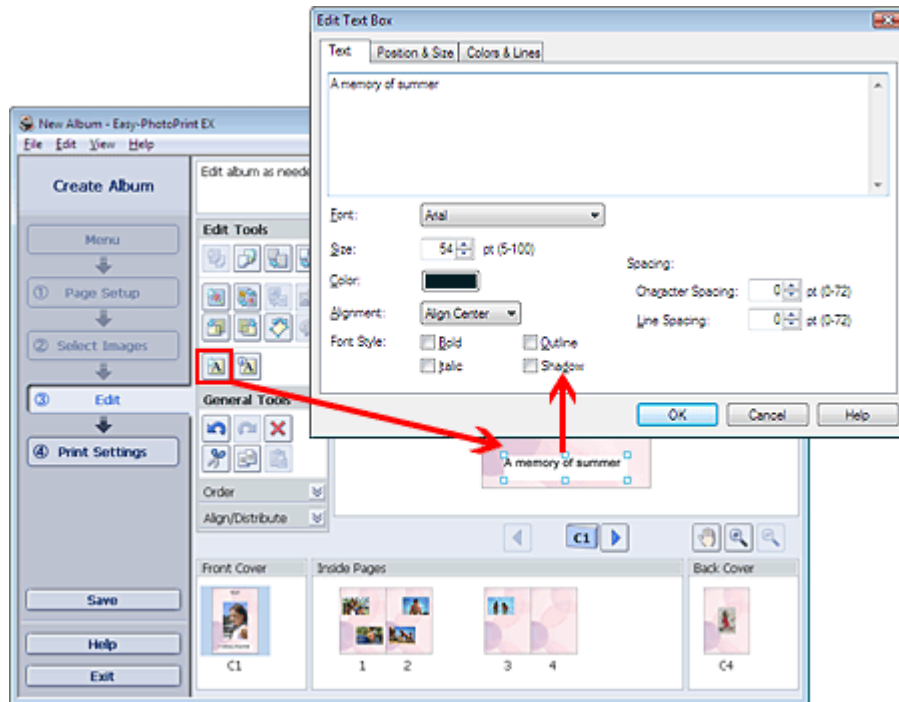 Edit Text Box
Text Position & Size Colors & Lines
A memory of summer
Font: Arial
Size: 54 pt (5-100)
Color:
Alignment: Align Center
Font Style: Bold Outline
Italic Shadow
Spacing:
Character Spacing: 0 pt (0-72)
Line Spacing: 0 pt (0-72)
OK Cancel Help
New Album - Easy-PhotoPrint EX
File Edit View Help
Create Album
Menu
① Page Setup
② Select Images
③ Edit
④ Print Settings
Save
Help
Exit
Edit album as neede
Edit Tools
A A
General Tools
Order
Align/Distribute
A memory of summer
C1
Front Cover Inside Pages Back Cover
C1 1 2 3 4 C4